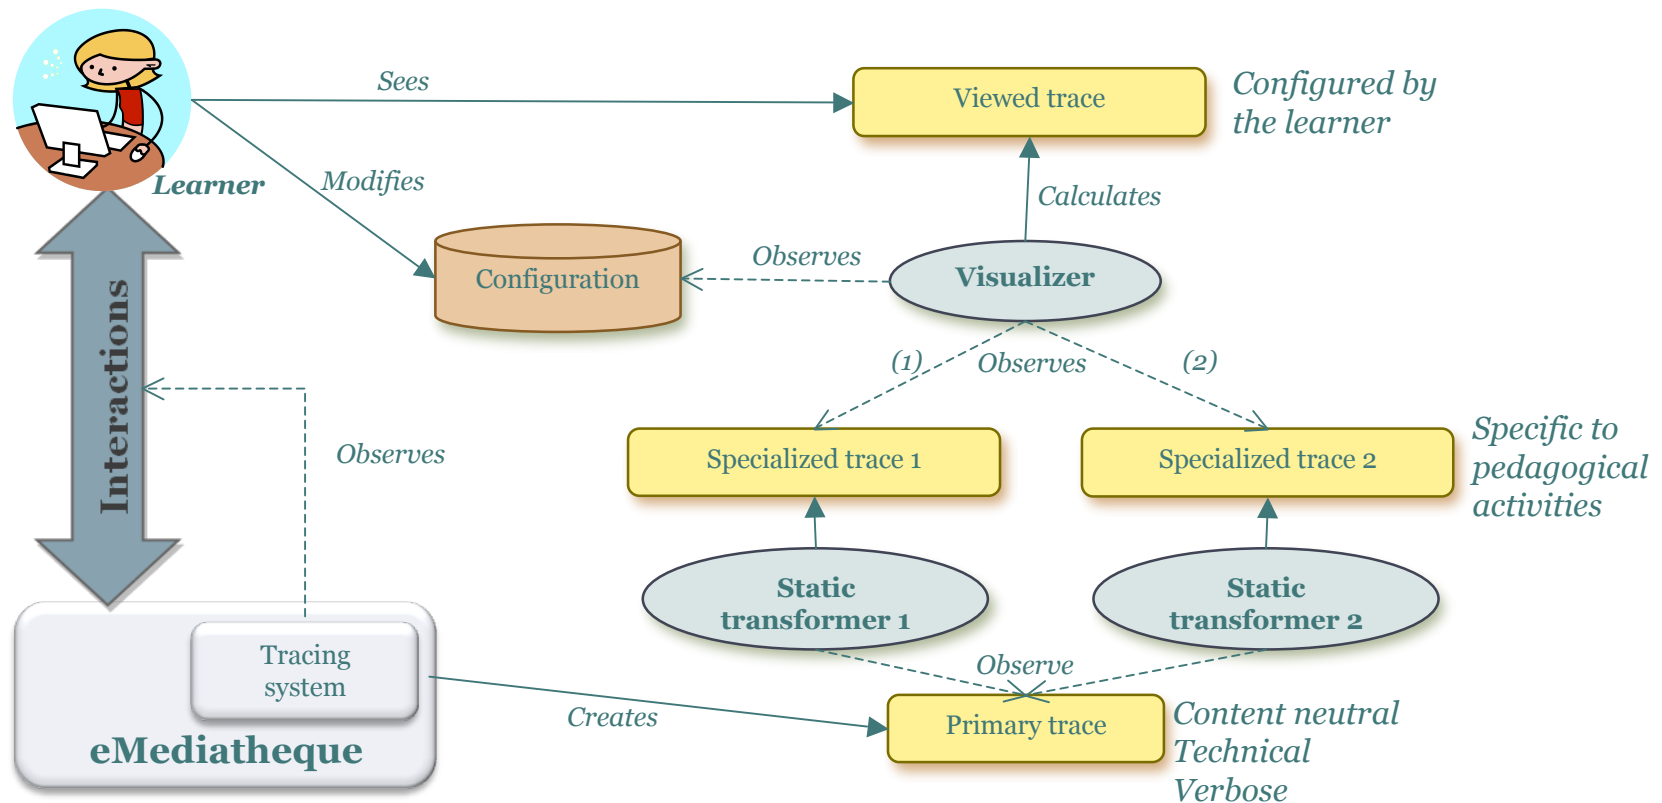 Sees
Viewed trace
Configured by
the learner
Learner
Modifies
Calculates
Configuration
Observes
Visualizer
(1)
Observes
(2)
Interactions
Observes
Specialized trace 1
Specialized trace 2
Specific to
pedagogical
activities
Static
transformer 1
Static
transformer 2
Tracing
system
Observe
Creates
Primary trace
Content neutral
Technical
Verbose
eMediatheque